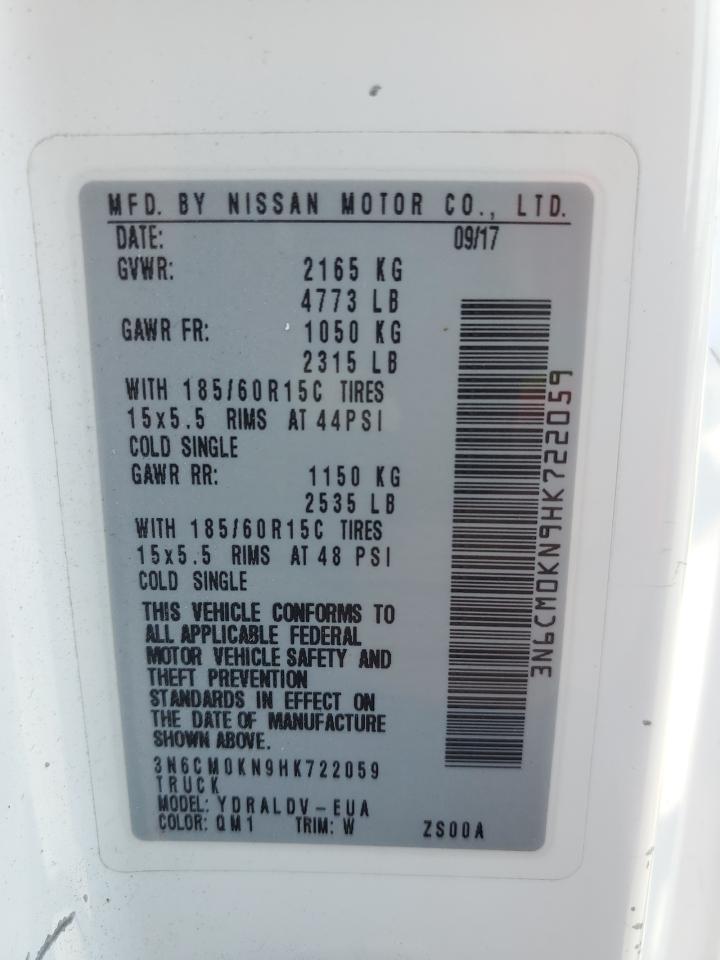 MFD. BY NISSAN MOTOR CO., LTD.
DATE: 09/17
GVWR: 2165 KG
4773 LB
GAWR FR: 1050 KG
2315 LB
WITH 185/60R15C TIRES
15x5.5 RIMS AT 44PSI
COLD SINGLE
GAWR RR: 1150 KG
2535 LB
WITH 185/60R15C TIRES
15x5.5 RIMS AT 48 PSI
COLD SINGLE
THIS VEHICLE CONFORMS TO
ALL APPLICABLE FEDERAL
MOTOR VEHICLE SAFETY AND
THEFT PREVENTION
STANDARDS IN EFFECT ON
THE DATE OF MANUFACTURE
SHOWN ABOVE.
3N6CM0KN9HK722059
TRUCK
MODEL: YDRALDV-EUA
COLOR: QM1 TRIM: W ZS00A
3N6CM0KN9HK722059